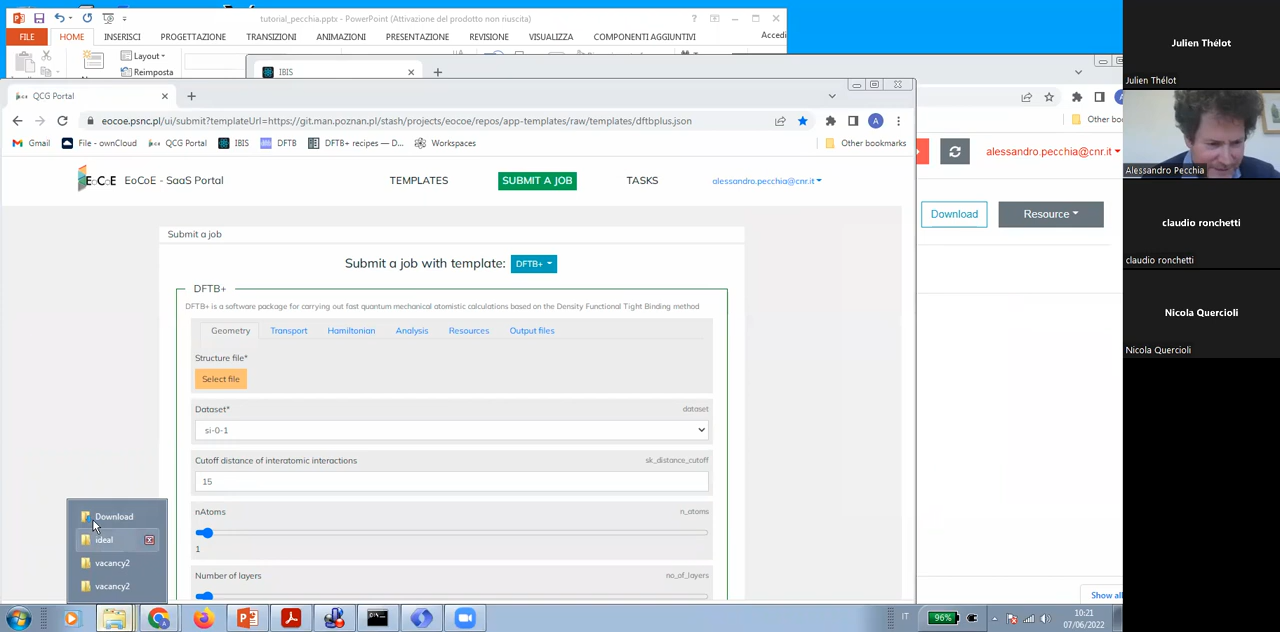 tutorial_pecchia.pptx - PowerPoint (Attivazione del prodotto non riuscita)
FILE HOME INSERISCI PROGETTAZIONE TRANSIZIONI ANIMAZIONI PRESENTAZIONE REVISIONE VISUALIZZA COMPONENTI AGGIUNTIVI Accedi
Layout
Reimposta
IBIS
QCG Portal
eocoe.psnc.pl/ui/submit?templateUrl=https://git.man.poznan.pl/stash/projects/eocoe/repos/app-templates/raw/templates/dftbplus.json
A
Gmail File - ownCloud QCG Portal IBIS DFTB DFTB+ recipes — D... Workspaces Other bookmarks
Other boo
EoCoE - SaaS Portal TEMPLATES SUBMIT A JOB TASKS alessandro.pecchia@cnr.it
alessandro.pecchia@cnr.it
Download Resource
Submit a job
Submit a job with template: DFTB+
DFTB+
DFTB+ is a software package for carrying out fast quantum mechanical atomistic calculations based on the Density Functional Tight Binding method
Geometry Transport Hamiltonian Analysis Resources Output files
Structure file*
Select file
Dataset* dataset
si-0-1
Cutoff distance of interatomic interactions sk_distance_cutoff
15
nAtoms n_atoms
1
Number of layers no_of_layers
Download
ideal
vacancy2
vacancy2
Show all
IT 96% 10:21
07/06/2022
Julien Thélot
Julien Thélot
Alessandro Pecchia
claudio ronchetti
claudio ronchetti
Nicola Quercioli
Nicola Quercioli